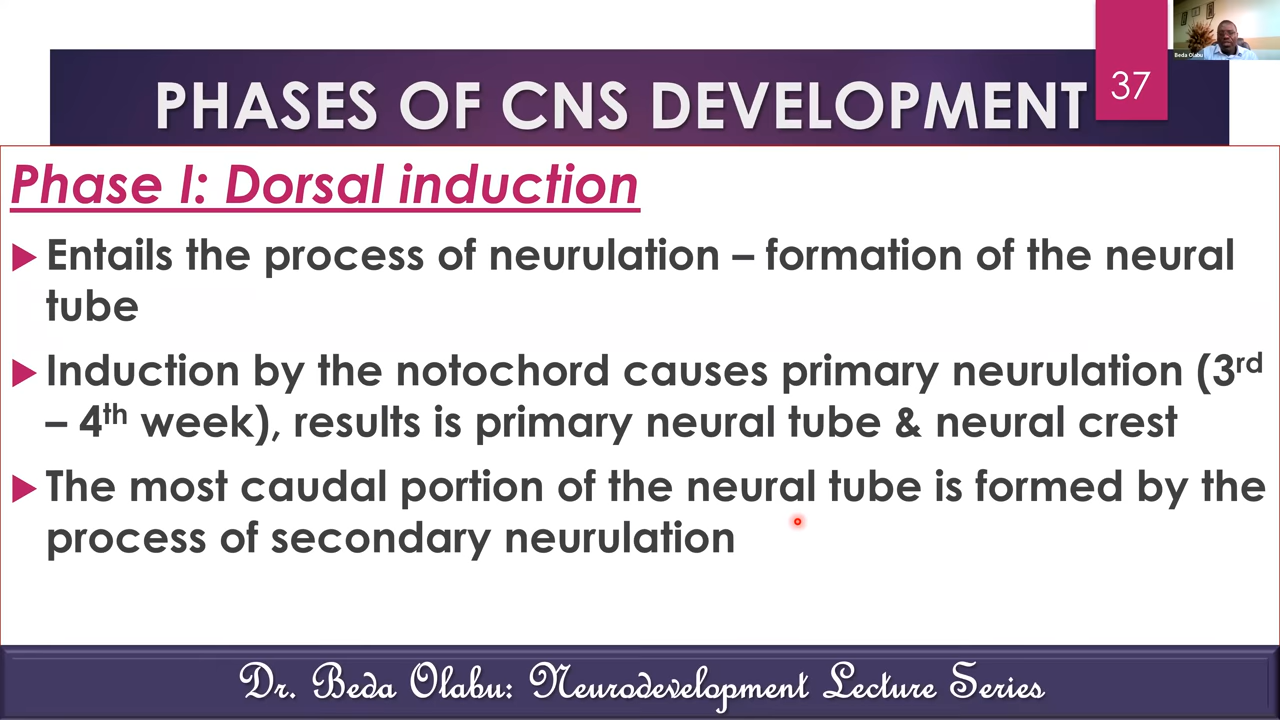 Beda Olabu
37
PHASES OF CNS DEVELOPMENT
Phase I: Dorsal induction
Entails the process of neurulation – formation of the neural
tube
Induction by the notochord causes primary neurulation (3rd
– 4th week), results is primary neural tube & neural crest
The most caudal portion of the neural tube is formed by the
process of secondary neurulation
Dr. Beda Olabu: Neurodevelopment Lecture Series